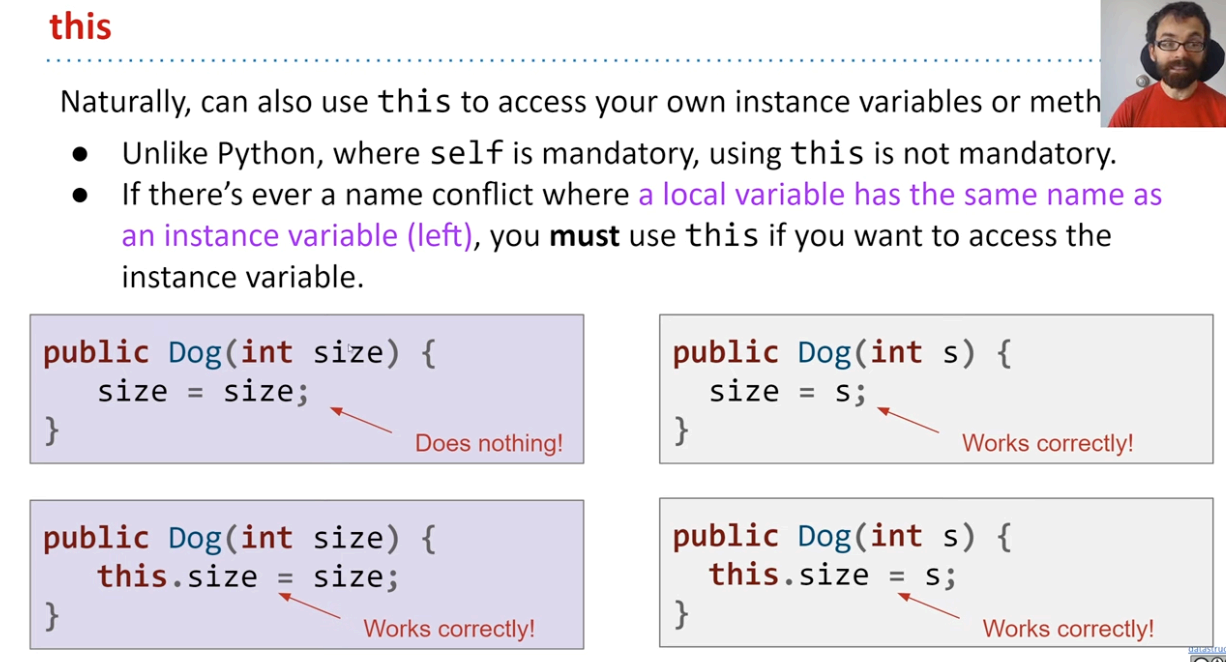 this
Naturally, can also use this to access your own instance variables or meth
● Unlike Python, where self is mandatory, using this is not mandatory.
● If there’s ever a name conflict where a local variable has the same name as
an instance variable (left), you must use this if you want to access the
instance variable.
public Dog(int size) {
size = size;
}
Does nothing!
public Dog(int s) {
size = s;
}
Works correctly!
public Dog(int size) {
this.size = size;
}
Works correctly!
public Dog(int s) {
this.size = s;
}
Works correctly!
datastruc